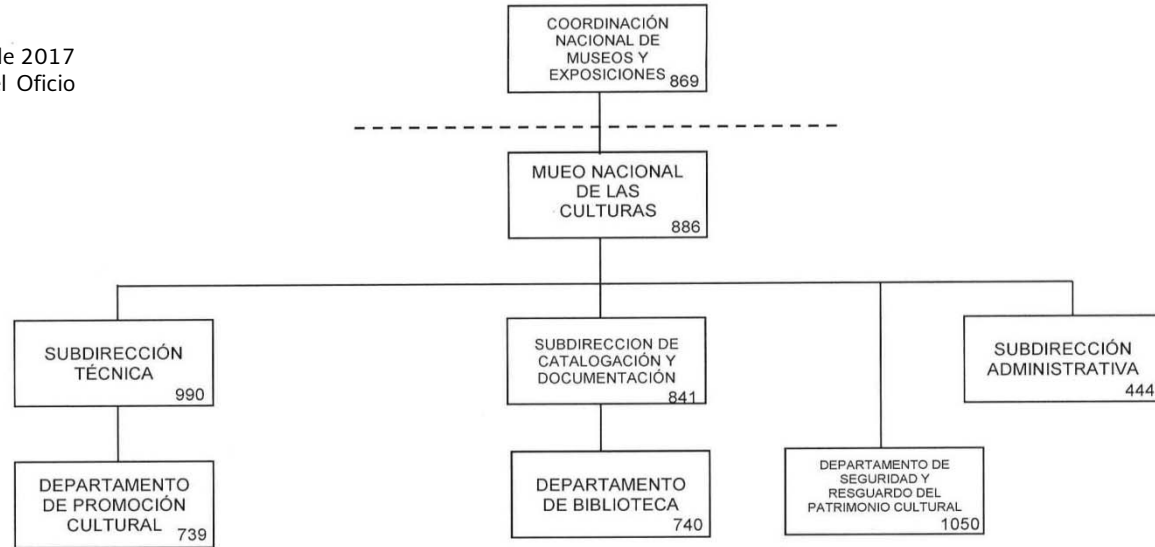 de 2017
el Oficio
COORDINACIÓN
NACIONAL DE
MUSEOS Y
EXPOSICIONES 869
MUEO NACIONAL
DE LAS
CULTURAS
886
SUBDIRECCIÓN
TÉCNICA
990
SUBDIRECCION DE
CATALOGACIÓN Y
DOCUMENTACIÓN
841
SUBDIRECCIÓN
ADMINISTRATIVA
444
DEPARTAMENTO
DE PROMOCIÓN
CULTURAL 739
DEPARTAMENTO
DE BIBLIOTECA
740
DEPARTAMENTO DE
SEGURIDAD Y
RESGUARDO DEL
PATRIMONIO CULTURAL
1050